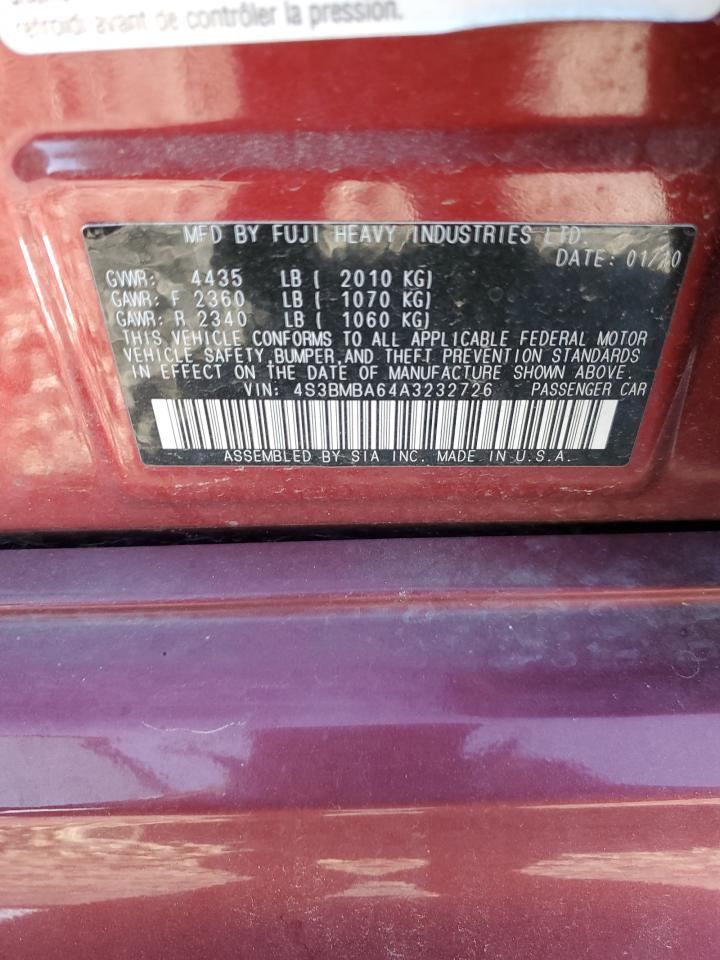 refroidi avant de contrôler la pression.
MFD BY FUJI HEAVY INDUSTRIES LTD.
DATE: 01/10
GVWR: 4435 LB ( 2010 KG)
GAWR: F 2360 LB ( 1070 KG)
GAWR: R 2340 LB ( 1060 KG)
THIS VEHICLE CONFORMS TO ALL APPLICABLE FEDERAL MOTOR
VEHICLE SAFETY, BUMPER, AND THEFT PREVENTION STANDARDS
IN EFFECT ON THE DATE OF MANUFACTURE SHOWN ABOVE.
VIN: 4S3BMBA64A3232726 PASSENGER CAR
ASSEMBLED BY SIA INC. MADE IN U.S.A.